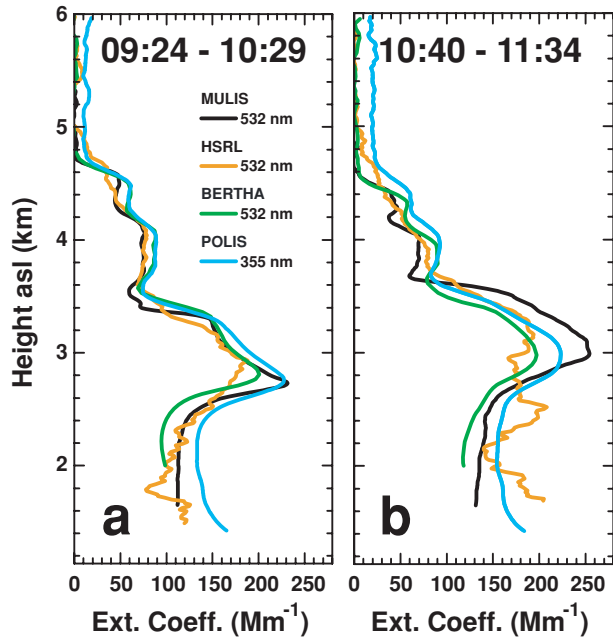 09:24 - 10:29
10:40 - 11:34
MULIS
532 nm
HSRL
532 nm
BERTHA
532 nm
POLIS
355 nm
Height asl (km)
6
5
4
3
2
a
b
0
50
100
150
200
250
0
50
100
150
200
250
Ext. Coeff. (Mm⁻¹)
Ext. Coeff. (Mm⁻¹)